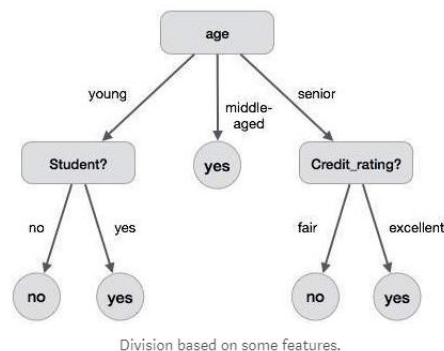 age
young
middle-
aged
senior
Student?
yes
Credit_rating?
no
yes
fair
excellent
no
yes
no
yes
Division based on some features.